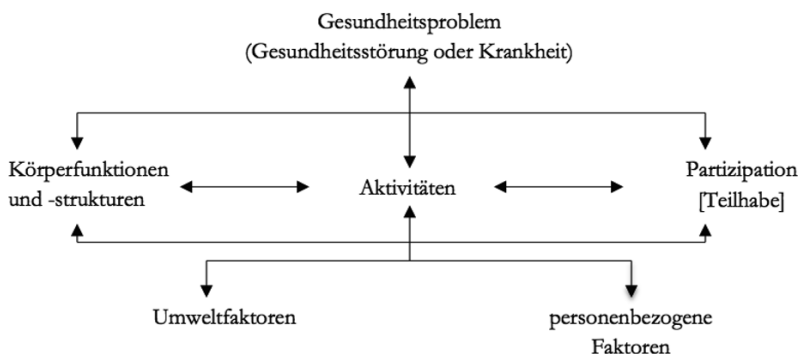 Gesundheitsproblem
(Gesundheitsstörung oder Krankheit)
Körperfunktionen
und -strukturen
Aktivitäten
Partizipation
[Teilhabe]
Umweltfaktoren
personenbezogene
Faktoren